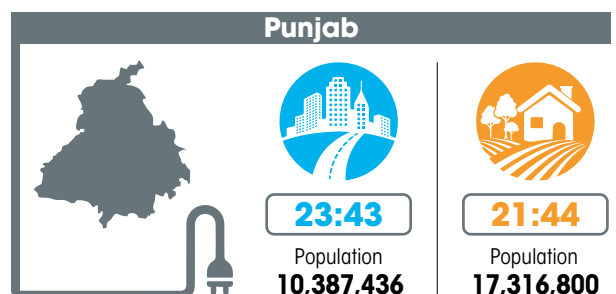 Punjab
23:43
21:44
Population
Population
10,387,436
17,316,800